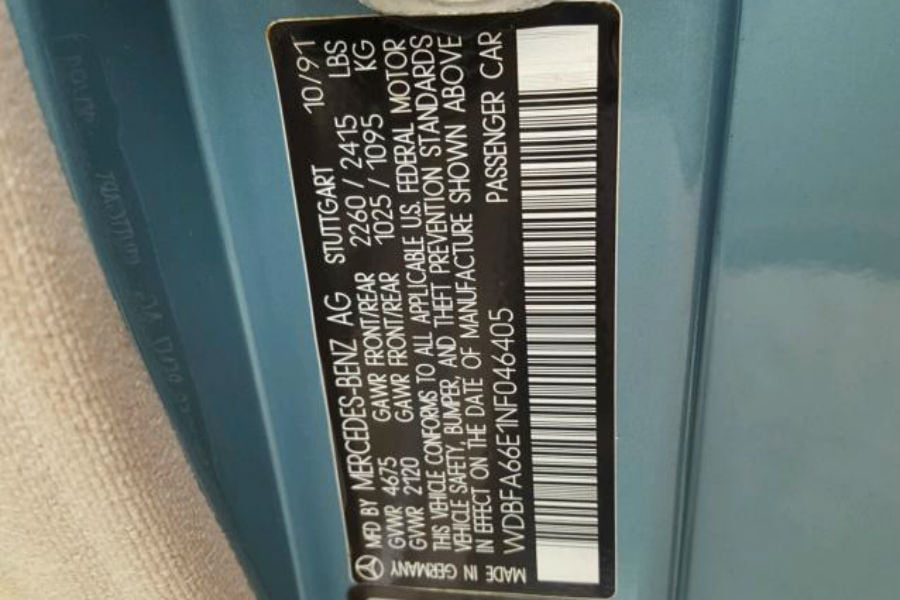 MFD BY MERCEDES-BENZ AG STUTTGART 10/91
GVWR 4675 GAWR FRONT/REAR 2260 / 2415 LBS
GVWR 2120 GAWR FRONT/REAR 1025 / 1095 KG
THIS VEHICLE CONFORMS TO ALL APPLICABLE U.S. FEDERAL MOTOR
VEHICLE SAFETY, BUMPER, AND THEFT PREVENTION STANDARDS
IN EFFECT ON THE DATE OF MANUFACTURE SHOWN ABOVE
WDBFA66E1NF046405 PASSENGER CAR
MADE IN GERMANY